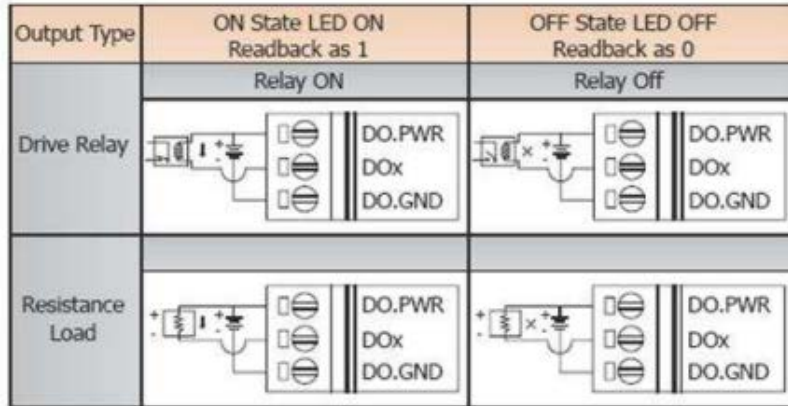 Output Type
ON State LED ON
Readback as 1
OFF State LED OFF
Readback as 0
Drive Relay
Relay ON
Relay Off
+
-
DO.PWR
DOx
DO.GND
×
+
-
DO.PWR
DOx
DO.GND
Resistance
Load
+
-
+
-
DO.PWR
DOx
DO.GND
+
-
×
+
-
DO.PWR
DOx
DO.GND